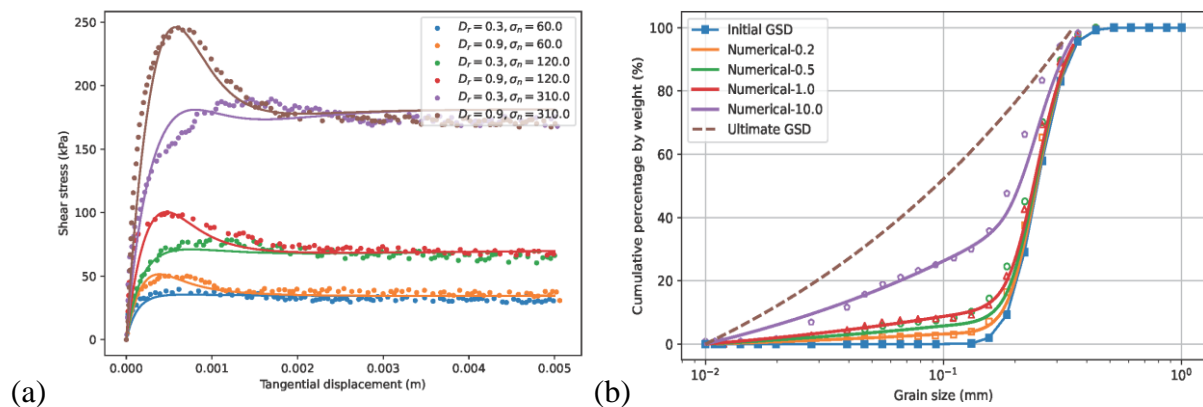 250
200
150
100
50
0
Shear stress (kPa)
0.000 0.001 0.002 0.003 0.004 0.005
Tangential displacement (m)
D_r = 0.3, σ_n = 60.0
D_r = 0.9, σ_n = 60.0
D_r = 0.3, σ_n = 120.0
D_r = 0.9, σ_n = 120.0
D_r = 0.3, σ_n = 310.0
D_r = 0.9, σ_n = 310.0
(a)
100
80
60
40
20
0
Cumulative percentage by weight (%)
10⁻² 10⁻¹ 10⁰
Grain size (mm)
Initial GSD
Numerical-0.2
Numerical-0.5
Numerical-1.0
Numerical-10.0
Ultimate GSD
(b)